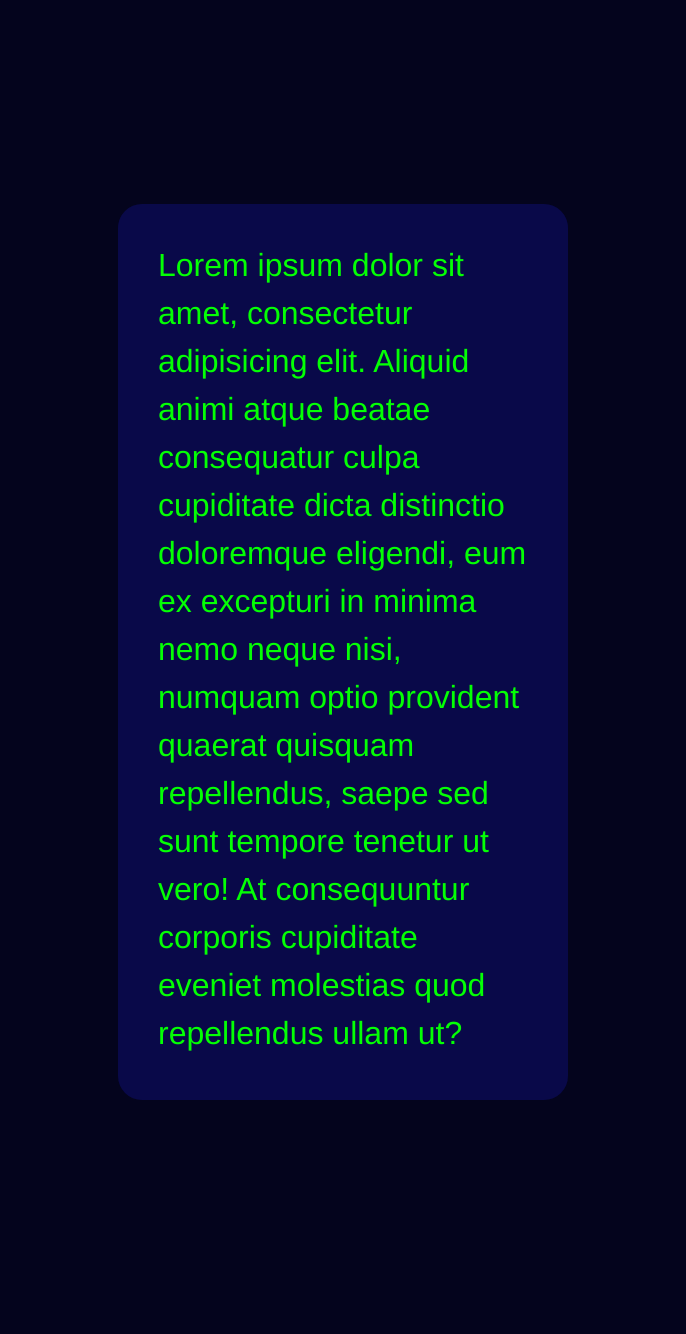 Lorem ipsum dolor sit
amet, consectetur
adipisicing elit. Aliquid
animi atque beatae
consequatur culpa
cupiditate dicta distinctio
doloremque eligendi, eum
ex excepturi in minima
nemo neque nisi,
numquam optio provident
quaerat quisquam
repellendus, saepe sed
sunt tempore tenetur ut
vero! At consequuntur
corporis cupiditate
eveniet molestias quod
repellendus ullam ut?